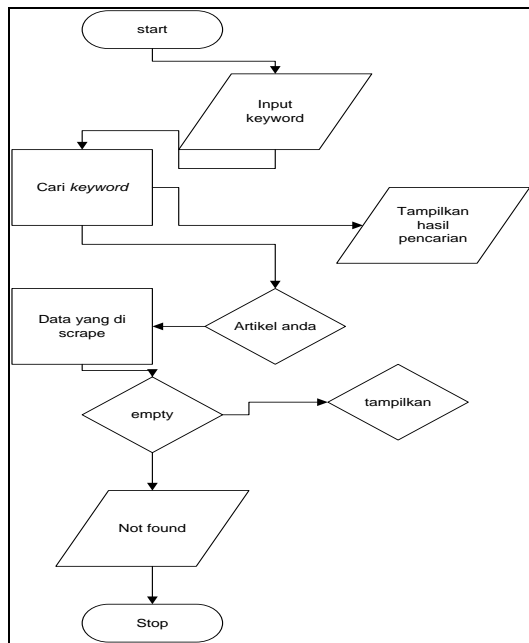 start
Input
keyword
Cari keyword
Tampilkan
hasil
pencarian
Data yang di
scrape
Artikel anda
empty
tampilkan
Not found
Stop